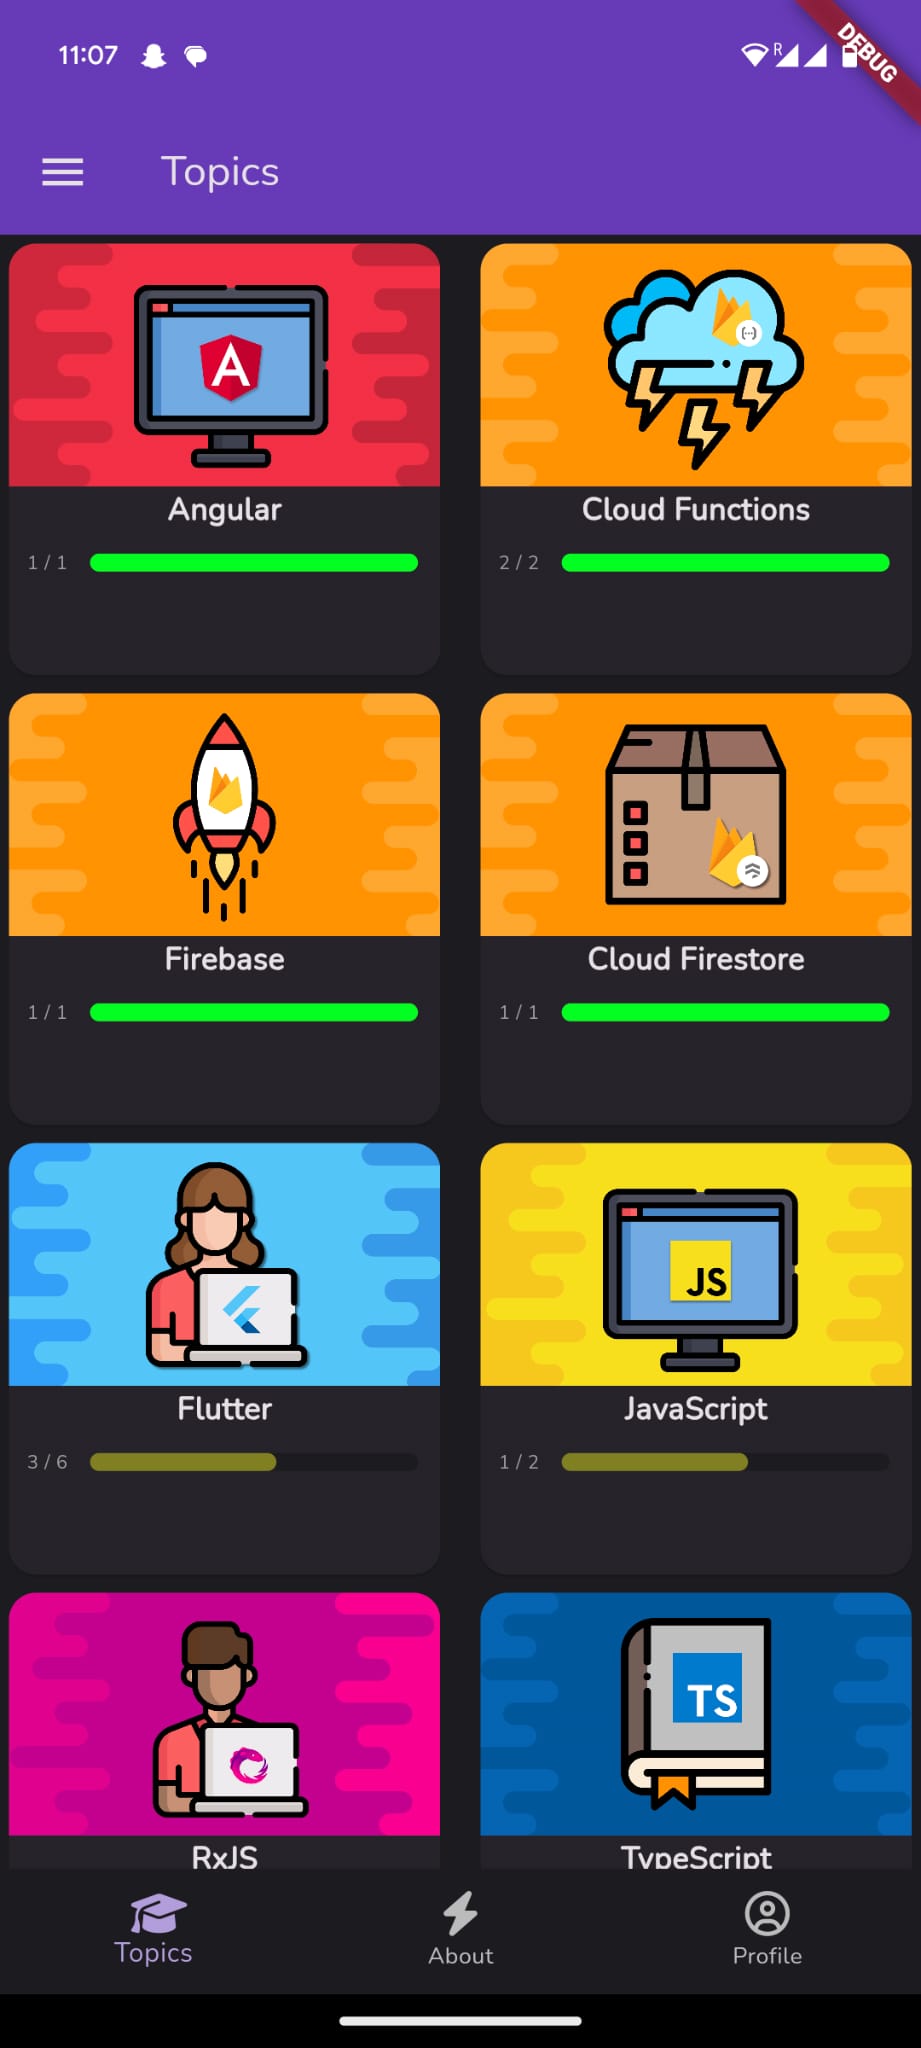 11:07
R
DEBUG
Topics
A
Angular
1 / 1
Cloud Functions
2 / 2
Firebase
1 / 1
Cloud Firestore
1 / 1
Flutter
3 / 6
JS
JavaScript
1 / 2
RxJS
TS
TypeScript
Topics
About
Profile